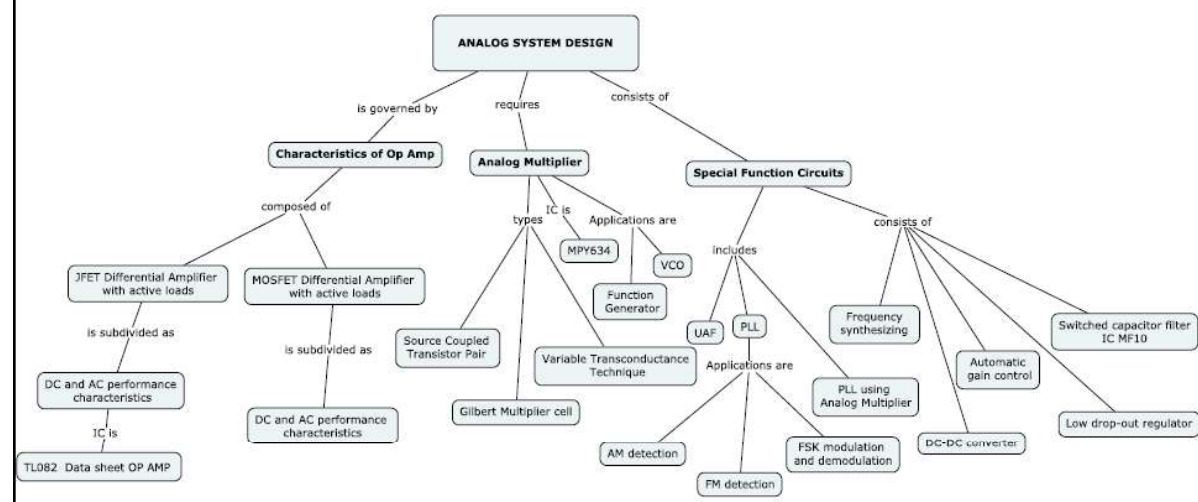 ANALOG SYSTEM DESIGN
is governed by
requires
consists of
Characteristics of Op Amp
Analog Multiplier
Special Function Circuits
composed of
types
IC is
Applications are
includes
consists of
JFET Differential Amplifier
with active loads
MOSFET Differential Amplifier
with active loads
MPY634
VCO
Function
Generator
is subdivided as
is subdivided as
Source Coupled
Transistor Pair
Variable Transconductance
Technique
Gilbert Multiplier cell
UAF
PLL
Applications are
PLL using
Analog Multiplier
Frequency
synthesizing
Automatic
gain control
Switched capacitor filter
IC MF10
DC and AC performance
characteristics
DC and AC performance
characteristics
IC is
TL082 Data sheet OP AMP
AM detection
FM detection
FSK modulation
and demodulation
DC-DC converter
Low drop-out regulator